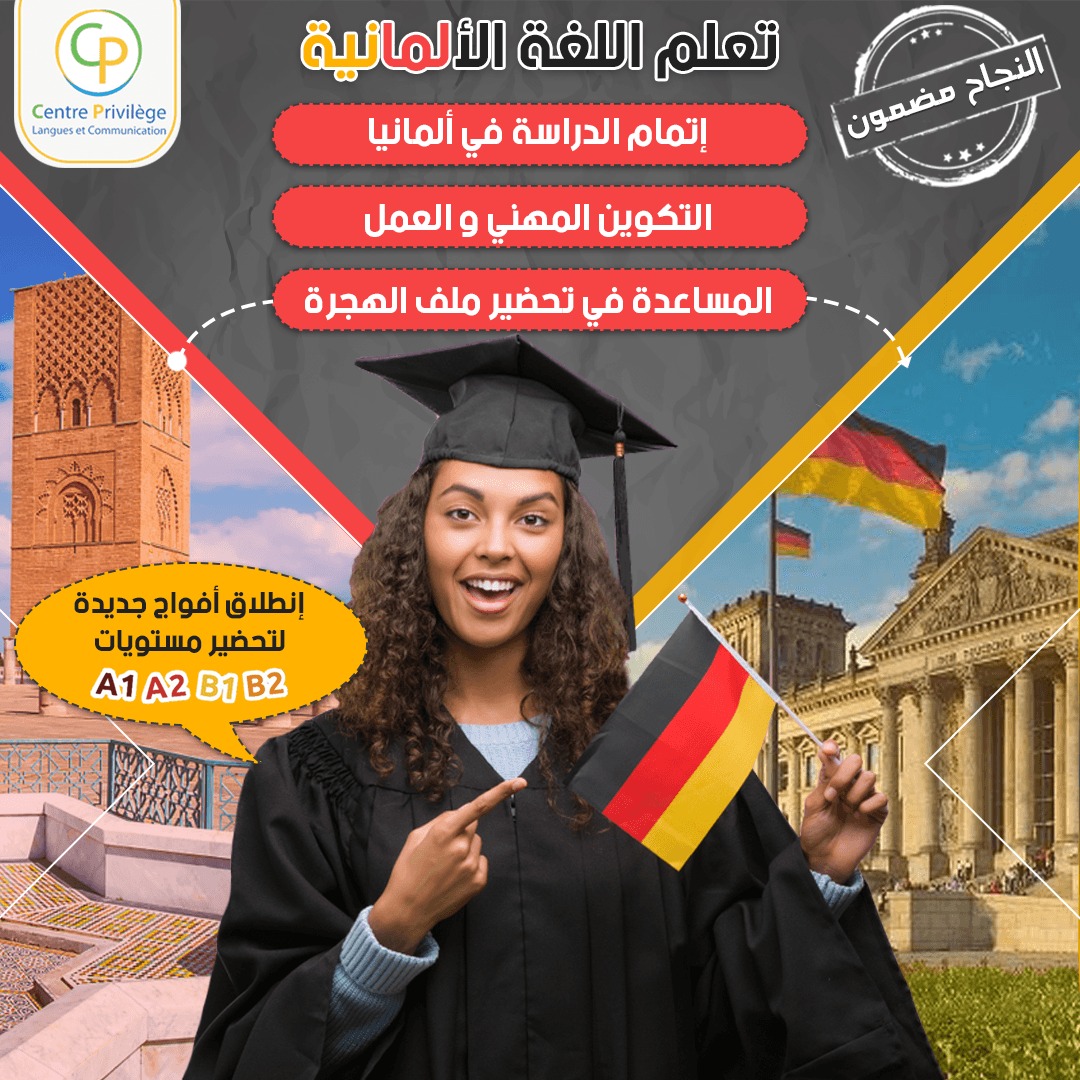 CP
Centre Privilège
Langues et Communication
تعلم اللغة الألمانية
النجاح مضمون
إتمام الدراسة في ألمانيا
التكوين المهني و العمل
المساعدة في تحضير ملف الهجرة
إنطلاق أفواج جديدة
لتحضير مستويات
A1 A2 B1 B2